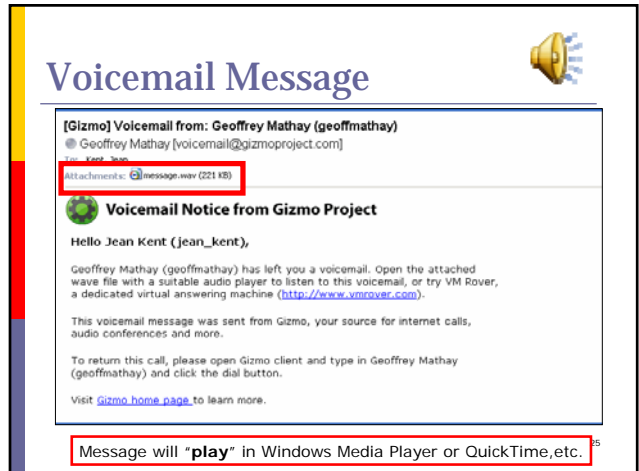 Voicemail Message
[Gizmo] Voicemail from: Geoffrey Mathay (geoffmathay)
Geoffrey Mathay [voicemail@gizmoproject.com]
To: Kent, Jean
Attachments: message.wav (221 KB)
Voicemail Notice from Gizmo Project
Hello Jean Kent (jean_kent),
Geoffrey Mathay (geoffmathay) has left you a voicemail. Open the attached
wave file with a suitable audio player to listen to this voicemail, or try VM Rover,
a dedicated virtual answering machine (http://www.vmrover.com).
This voicemail message was sent from Gizmo, your source for internet calls,
audio conferences and more.
To return this call, please open Gizmo client and type in Geoffrey Mathay
(geoffmathay) and click the dial button.
Visit Gizmo home page to learn more.
Message will "play" in Windows Media Player or QuickTime,etc.
25